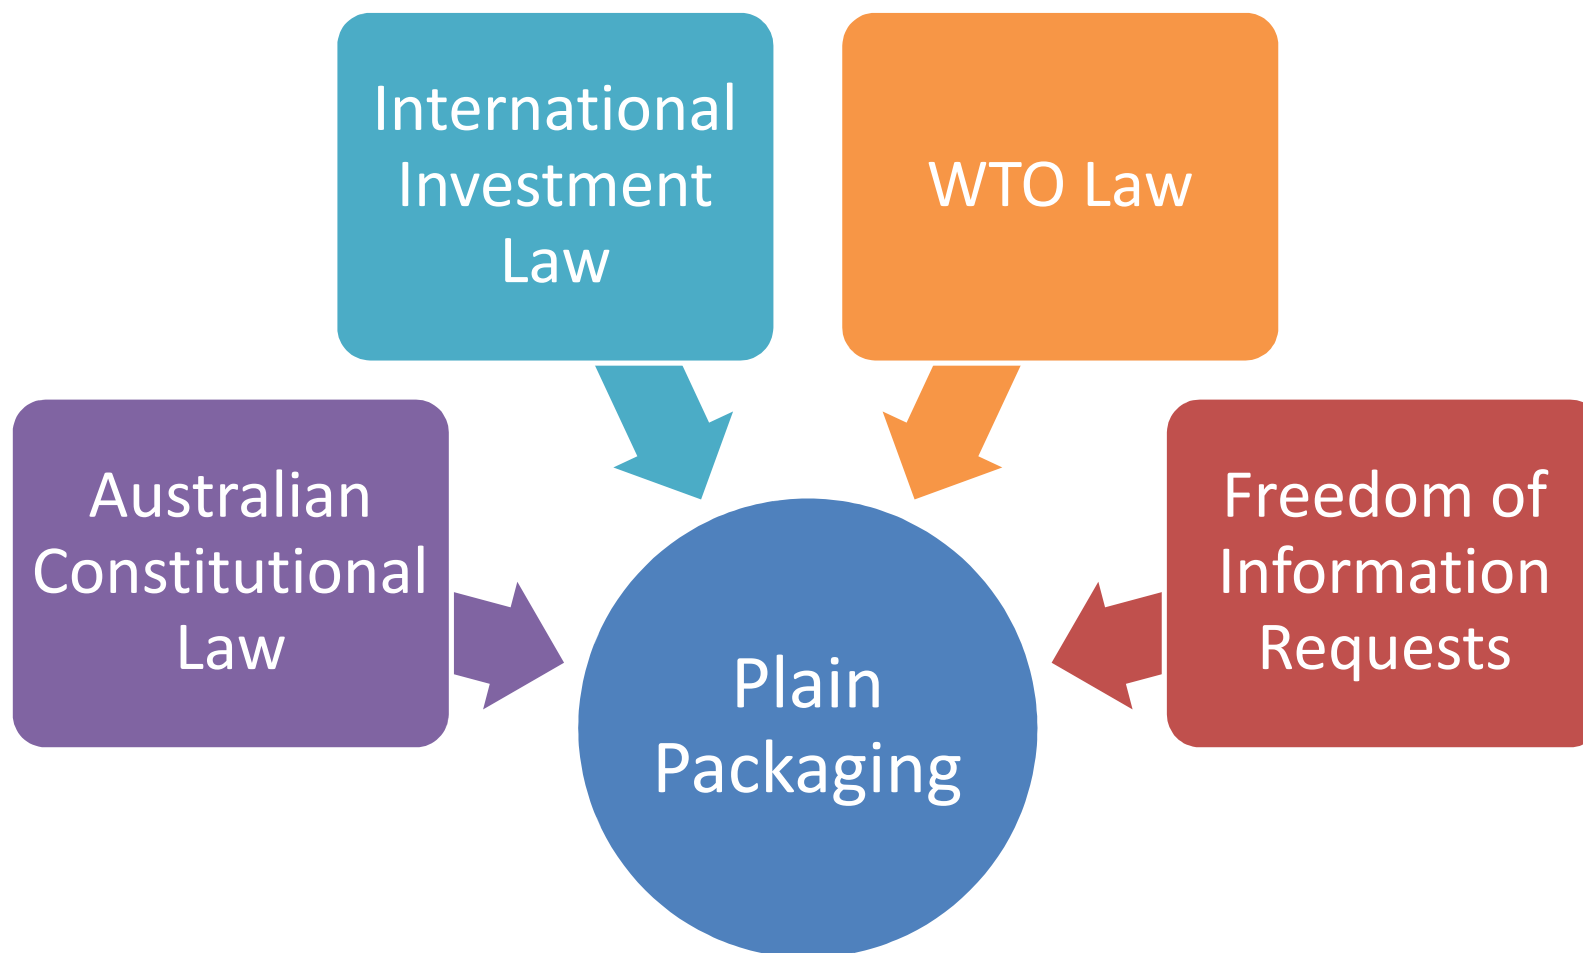 International
Investment
Law
WTO Law
Australian
Constitutional
Law
Freedom of
Information
Requests
Plain
Packaging